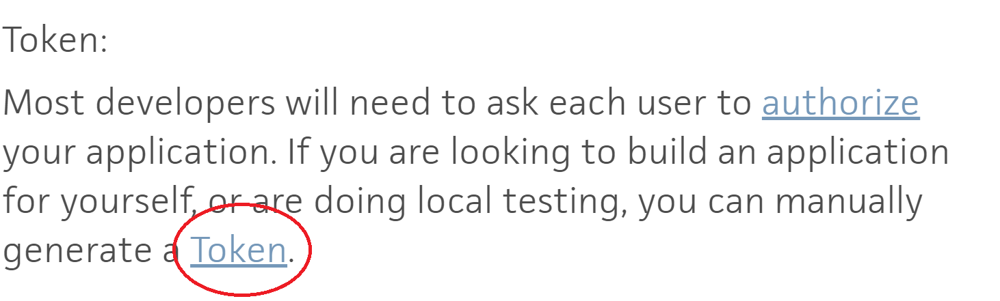 Token:
Most developers will need to ask each user to authorize
your application. If you are looking to build an application
for yourself, or are doing local testing, you can manually
generate a Token.